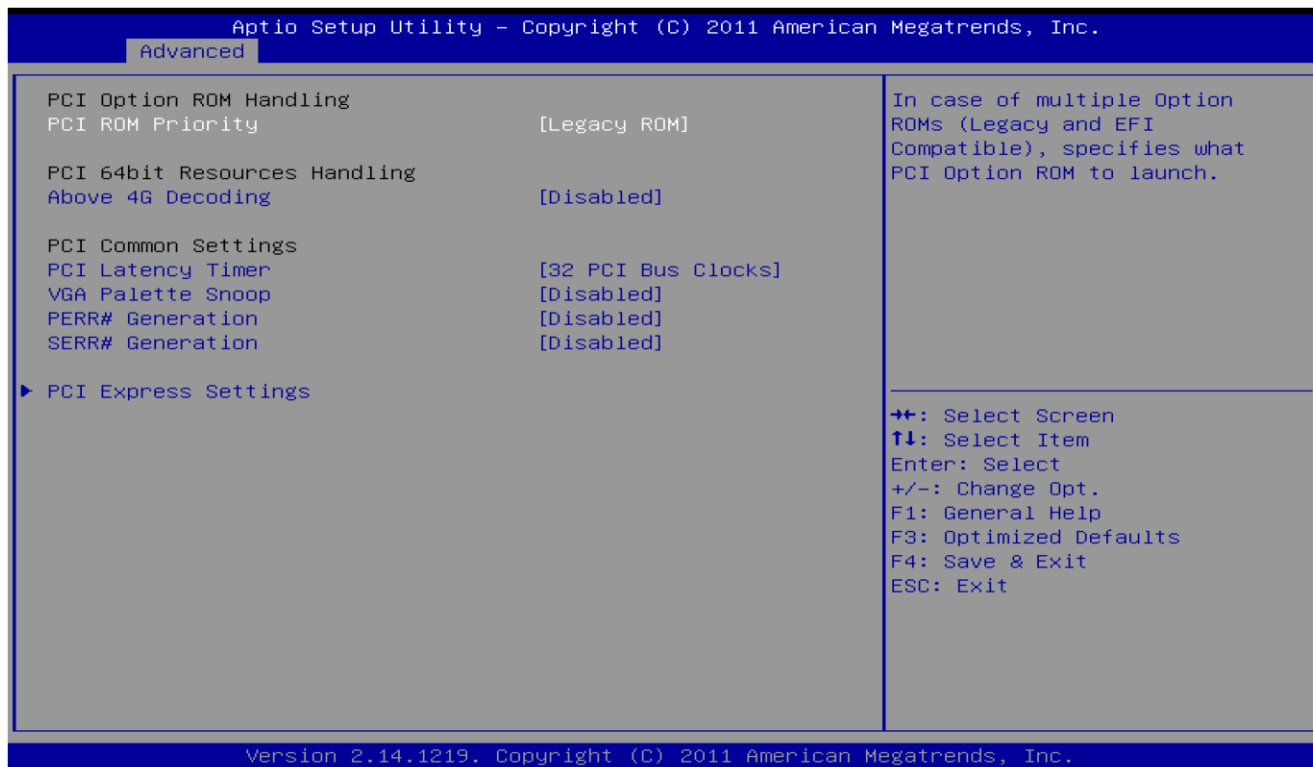 Aptio Setup Utility – Copyright (C) 2011 American Megatrends, Inc.
Advanced
PCI Option ROM Handling
PCI ROM Priority [Legacy ROM]
PCI 64bit Resources Handling
Above 4G Decoding [Disabled]
PCI Common Settings
PCI Latency Timer [32 PCI Bus Clocks]
VGA Palette Snoop [Disabled]
PERR# Generation [Disabled]
SERR# Generation [Disabled]
► PCI Express Settings
In case of multiple Option
ROMs (Legacy and EFI
Compatible), specifies what
PCI Option ROM to launch.
→←: Select Screen
↑↓: Select Item
Enter: Select
+/-: Change Opt.
F1: General Help
F3: Optimized Defaults
F4: Save & Exit
ESC: Exit
Version 2.14.1219. Copyright (C) 2011 American Megatrends, Inc.